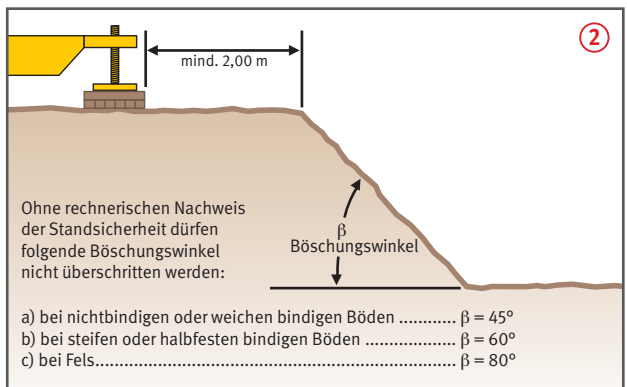 ②
mind. 2,00 m
Ohne rechnerischen Nachweis
der Standsicherheit dürfen
folgende Böschungswinkel
nicht überschritten werden:
β
Böschungswinkel
a) bei nichtbindigen oder weichen bindigen Böden ............ β = 45°
b) bei steifen oder halbfesten bindigen Böden .................. β = 60°
c) bei Fels.................................................................... β = 80°